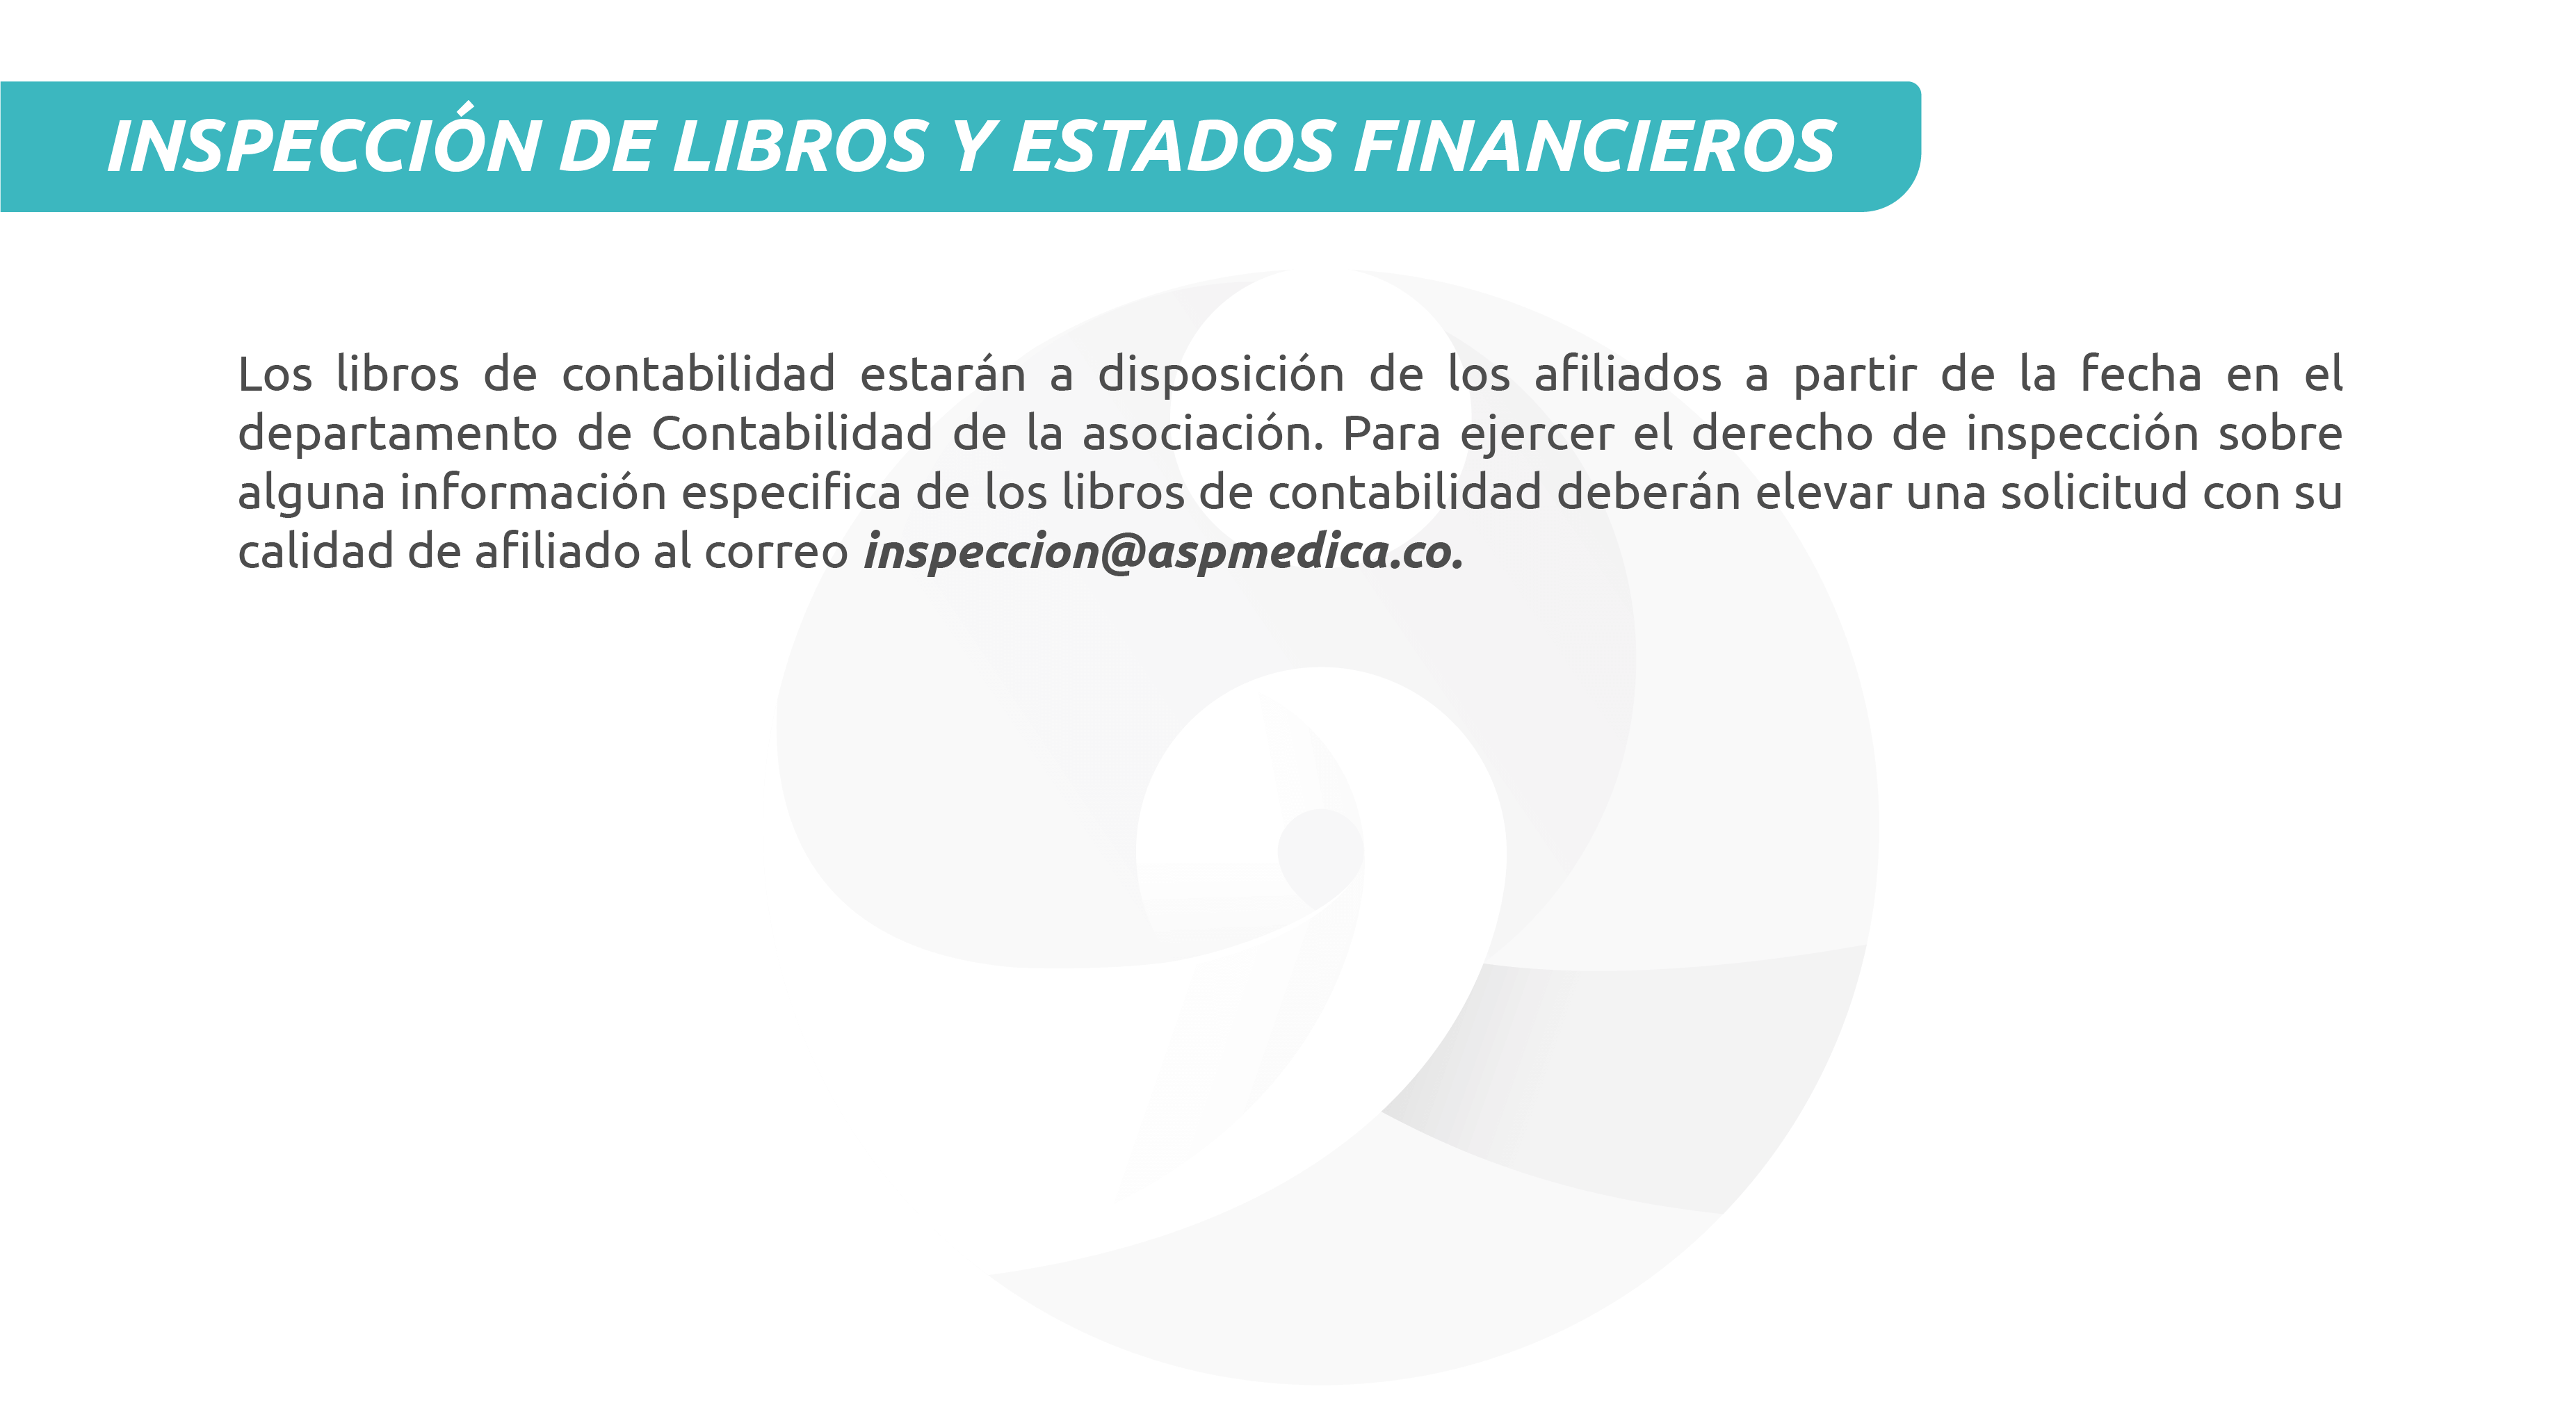 INSPECCIÓN DE LIBROS Y ESTADOS FINANCIEROS
Los libros de contabilidad estarán a disposición de los afiliados a partir de la fecha en el
departamento de Contabilidad de la asociación. Para ejercer el derecho de inspección sobre
alguna información especifica de los libros de contabilidad deberán elevar una solicitud con su
calidad de afiliado al correo inspeccion@aspmedica.co.